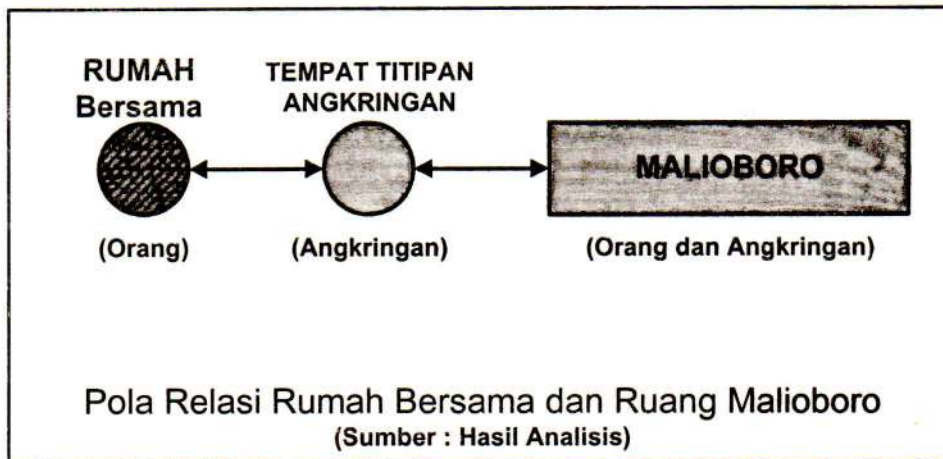 RUMAH
Bersama
TEMPAT TITIPAN
ANGKRINGAN
MALIOBORO
(Orang)
(Angkringan)
(Orang dan Angkringan)
Pola Relasi Rumah Bersama dan Ruang Malioboro
(Sumber : Hasil Analisis)